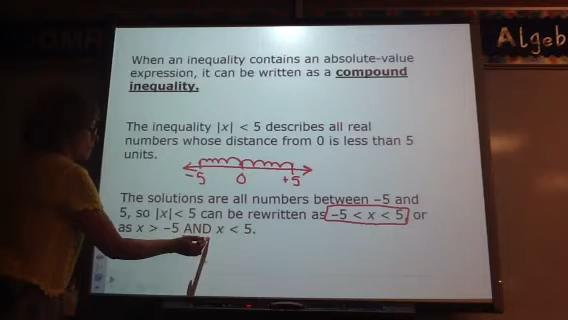 Algeb
When an inequality contains an absolute-value
expression, it can be written as a compound
inequality.
The inequality |x| < 5 describes all real
numbers whose distance from 0 is less than 5
units.
-5 0 +5
The solutions are all numbers between –5 and
5, so |x|< 5 can be rewritten as –5 < x < 5, or
as x > –5 AND x < 5.